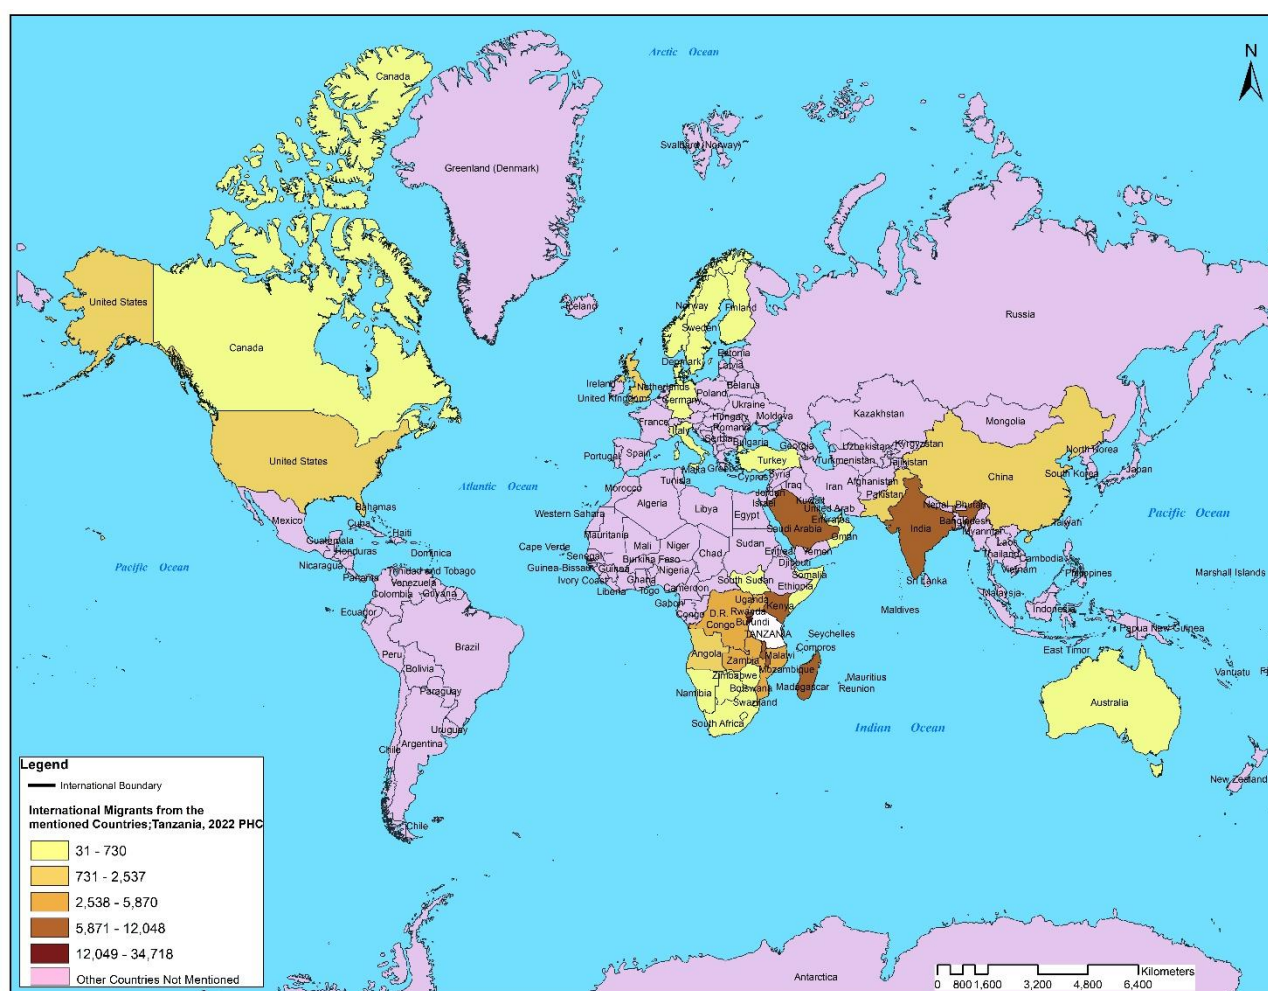 Arctic Ocean
N
Canada
Svalbard (Norway)
Greenland (Denmark)
United States
Iceland
Norway
Finland
Sweden
Russia
Canada
Denmark
Estonia
Latvia
Ireland
Netherlands
Belarus
United Kingdom
Germany
Poland
Ukraine
Kazakhstan
Mongolia
France
Hungary
Moldova
Romania
Italy
Serbia
Bulgaria
Georgia
Uzbekistan
Kyrgyzstan
North Korea
Portugal
Spain
Turkey
Turkmenistan
Tajikistan
China
South Korea
Japan
United States
Malta
Greece
Cyprus
Syria
Atlantic Ocean
Tunisia
Morocco
Iraq
Iran
Afghanistan
Jordan
Israel
Kuwait
Pakistan
Nepal
Bhutan
Algeria
Libya
Egypt
United Arab
Emirates
Bahamas
Western Sahara
Saudi Arabia
India
Bangladesh
Taiwan
Pacific Ocean
Mexico
Cuba
Haiti
Mauritania
Mali
Niger
Chad
Sudan
Oman
Myanmar
Laos
Guatemala
Honduras
Dominica
Cape Verde
Senegal
Burkina Faso
Eritrea
Yemen
Thailand
Cambodia
Pacific Ocean
Nicaragua
Guinea-Bissau
Guinea
Nigeria
Djibouti
Vietnam
Philippines
Panama
Trinidad and Tobago
Venezuela
Ivory Coast
Ghana
Togo
Cameroon
South Sudan
Somalia
Ethiopia
Sri Lanka
Marshall Islands
Colombia
Guyana
Liberia
Malaysia
Ecuador
Gabon
Congo
D.R.
Congo
Uganda
Rwanda
Kenya
Maldives
Indonesia
Burundi
Papua New Guinea
TANZANIA
Seychelles
Brazil
Peru
Angola
Malawi
Comoros
East Timor
Bolivia
Zambia
Mozambique
Zimbabwe
Mauritius
Vanuatu
Namibia
Botswana
Madagascar
Reunion
Paraguay
Swaziland
Australia
South Africa
Indian Ocean
Uruguay
Argentina
Chile
New Zealand
Chile
Legend
International Boundary
International Migrants from the
mentioned Countries;Tanzania, 2022 PHC
31 - 730
731 - 2,537
2,538 - 5,870
5,871 - 12,048
12,049 - 34,718
Other Countries Not Mentioned
Antarctica
Kilometers
0 800 1,600 3,200 4,800 6,400